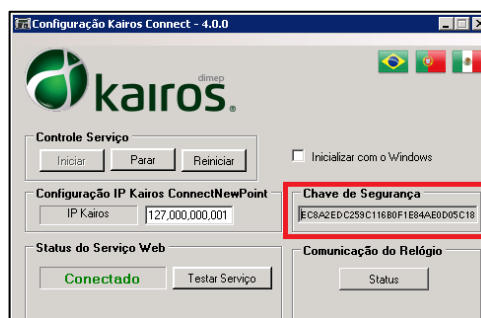 Configuração Kairos Connect - 4.0.0
dimep
kairos.
Controle Serviço
Iniciar Parar Reiniciar
Inicializar com o Windows
Configuração IP Kairos ConnectNewPoint
IP Kairos 127,000,000,001
Chave de Segurança
EC8A2EDC259C116B0F1E84AE0D05C18
Status do Serviço Web
Conectado Testar Serviço
Comunicação do Relógio
Status